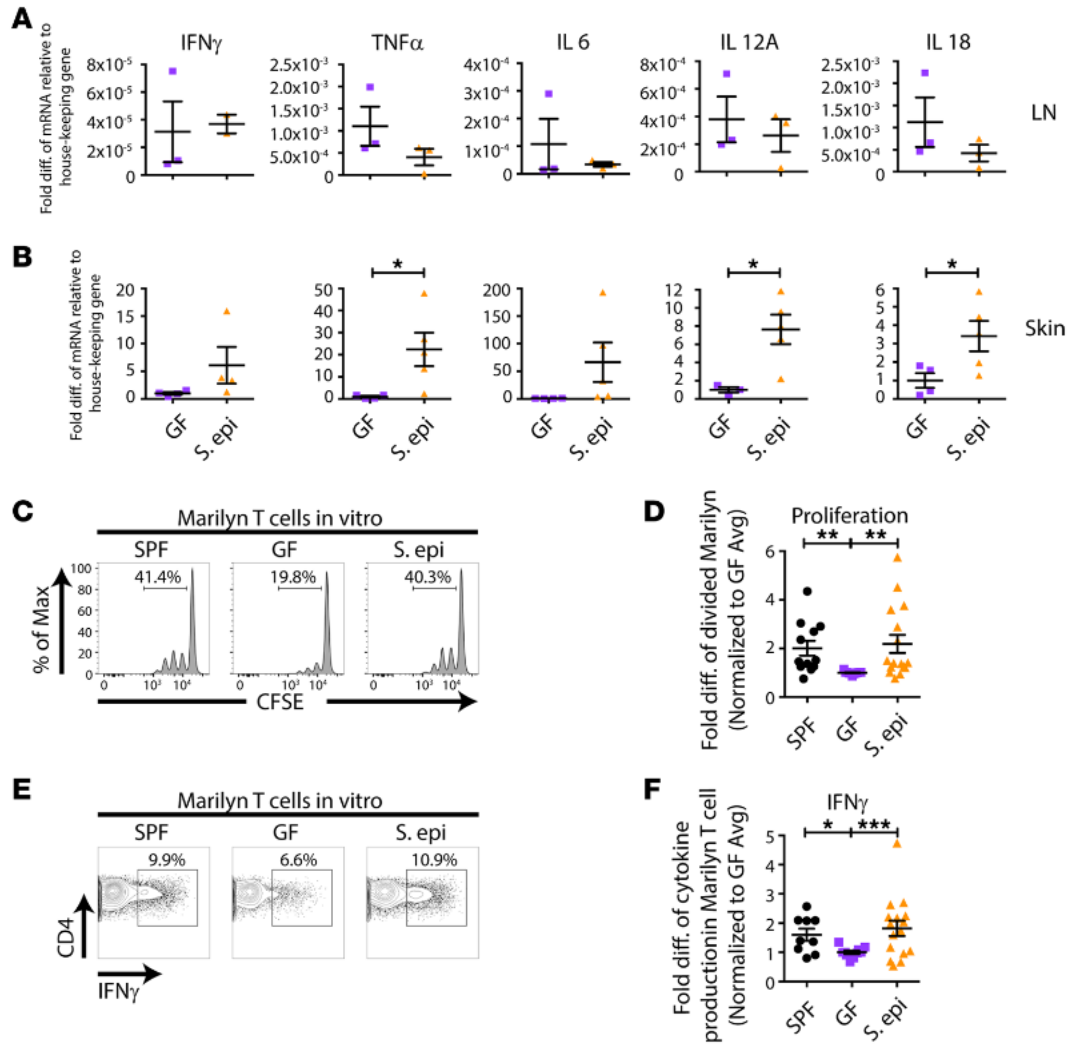 A
IFNγ TNFα IL 6 IL 12A IL 18
Fold diff. of mRNA relative to
house-keeping gene
8x10⁻⁵
6x10⁻⁵
4x10⁻⁵
2x10⁻⁵
0
2.5x10⁻³
2.0x10⁻³
1.5x10⁻³
1.0x10⁻³
5.0x10⁻⁴
0
4x10⁻⁴
3x10⁻⁴
2x10⁻⁴
1x10⁻⁴
0
8x10⁻⁴
6x10⁻⁴
4x10⁻⁴
2x10⁻⁴
0
2.5x10⁻³
2.0x10⁻³
1.5x10⁻³
1.0x10⁻³
5.0x10⁻⁴
0
LN
B
Fold diff. of mRNA relative to
house-keeping gene
20
15
10
5
0
GF S. epi
*
50
40
30
20
10
0
GF S. epi
200
150
100
50
0
GF S. epi
*
12
10
8
6
4
2
0
GF S. epi
*
6
5
4
3
2
1
0
GF S. epi
Skin
C
Marilyn T cells in vitro
SPF GF S. epi
41.4% 19.8% 40.3%
% of Max
100
80
60
40
20
0
0 10³ 10⁴ 0 10³ 10⁴ 0 10³ 10⁴
CFSE
D
Proliferation
** **
Fold diff. of divided Marilyn
(Normalized to GF Avg)
6
4
2
0
SPF GF S. epi
E
Marilyn T cells in vitro
SPF GF S. epi
9.9% 6.6% 10.9%
CD4
IFNγ
F
IFNγ
* ***
Fold diff. of cytokine
productionin Marilyn T cell
(Normalized to GF Avg)
5
4
3
2
1
0
SPF GF S. epi